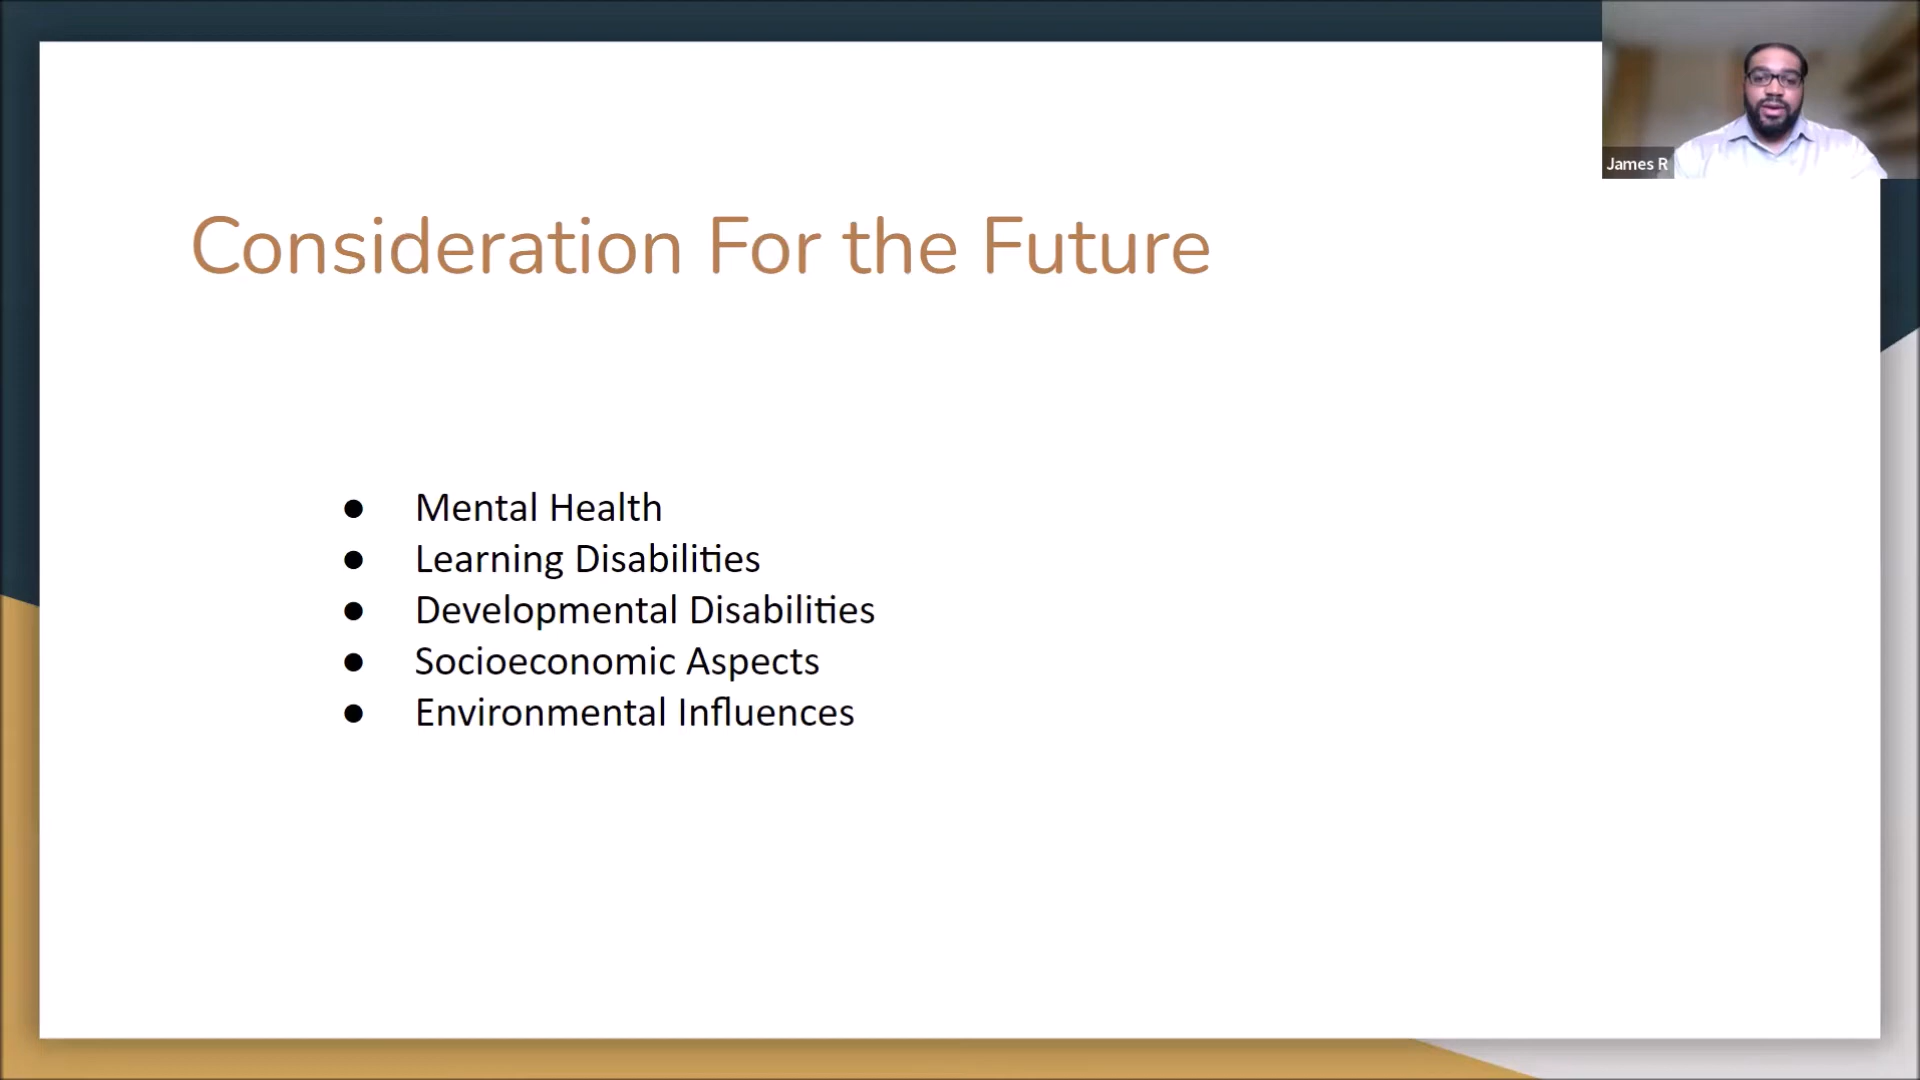 James R
Consideration For the Future
● Mental Health
● Learning Disabilities
● Developmental Disabilities
● Socioeconomic Aspects
● Environmental Influences